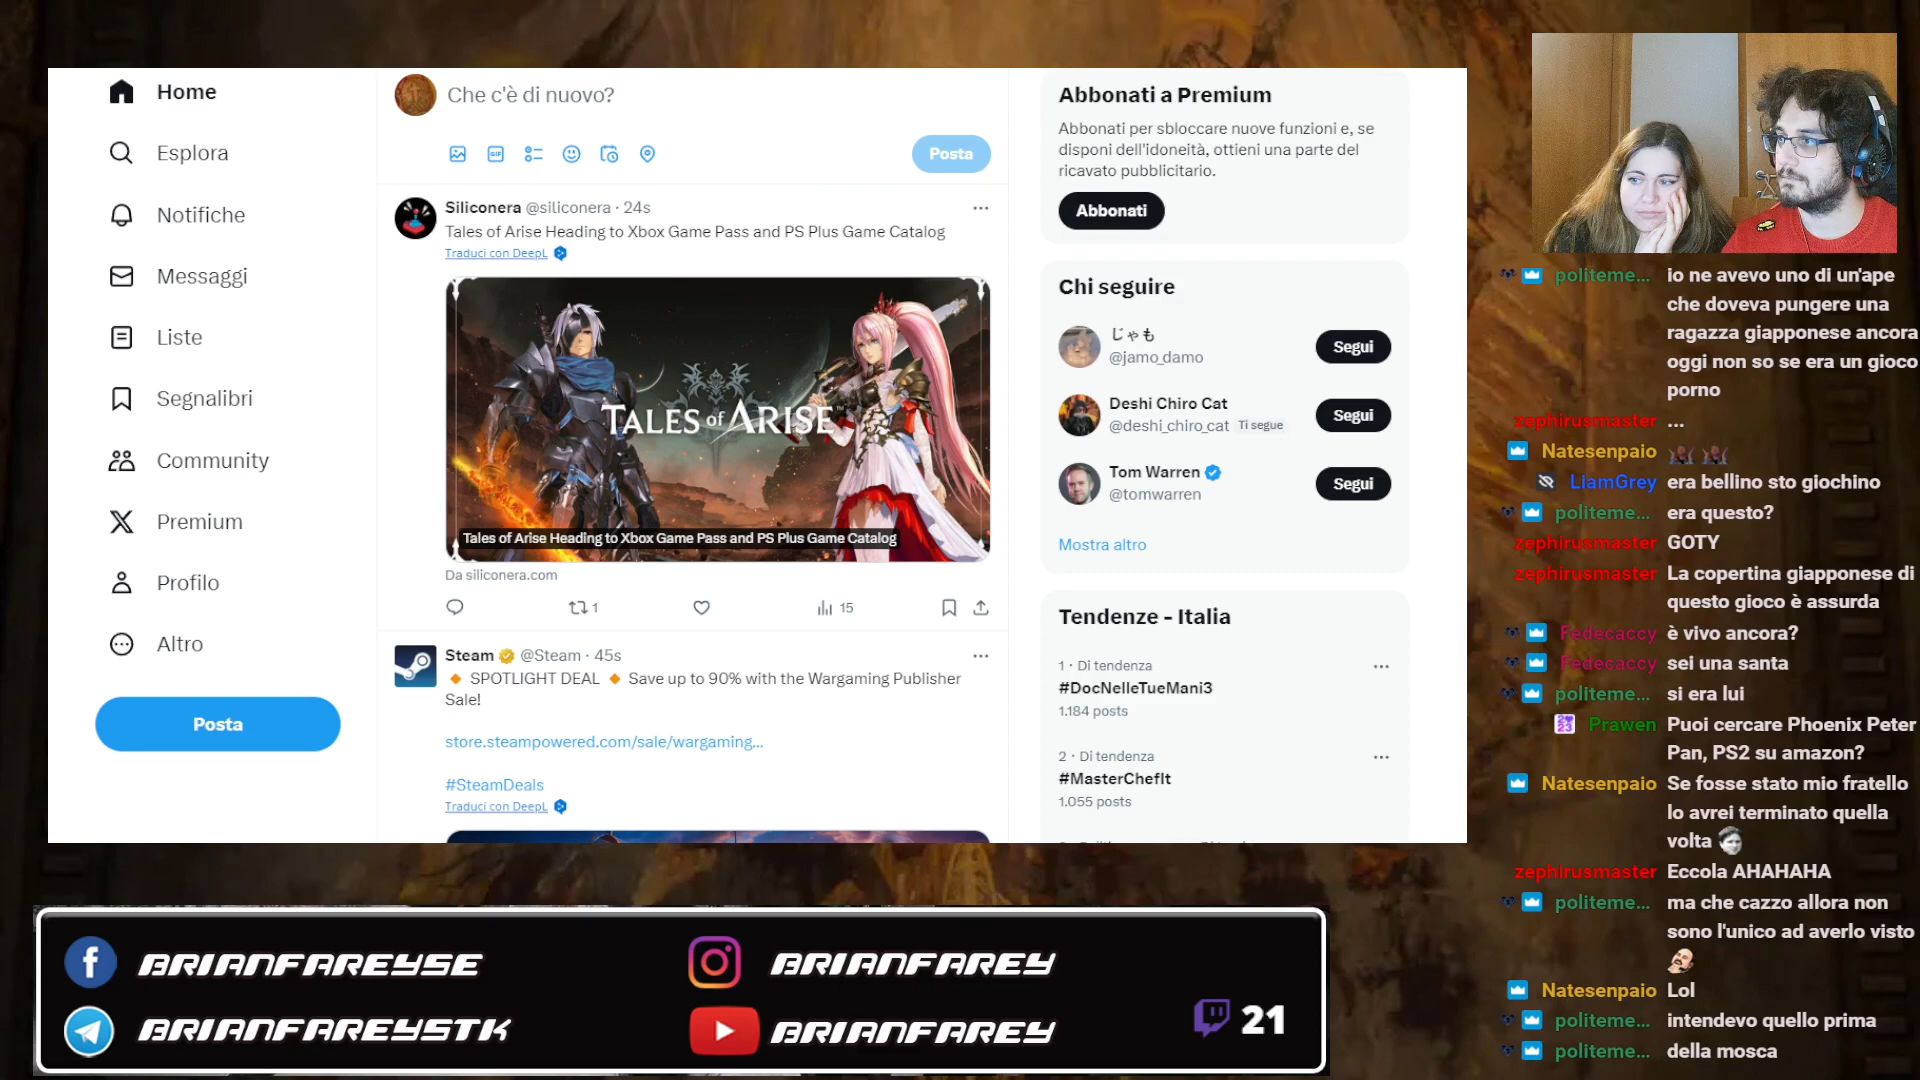 Home
Esplora
Notifiche
Messaggi
Liste
Segnalibri
Community
Premium
Profilo
Altro
Posta
Che c'è di nuovo?
GIF
Posta
Siliconera @siliconera · 24s
Tales of Arise Heading to Xbox Game Pass and PS Plus Game Catalog
Traduci con DeepL
TALES of ARISE
Tales of Arise Heading to Xbox Game Pass and PS Plus Game Catalog
Da siliconera.com
1
15
Steam @Steam · 45s
🔸 SPOTLIGHT DEAL 🔸 Save up to 90% with the Wargaming Publisher
Sale!
store.steampowered.com/sale/wargaming...
#SteamDeals
Traduci con DeepL
Abbonati a Premium
Abbonati per sbloccare nuove funzioni e, se
disponi dell'idoneità, ottieni una parte del
ricavato pubblicitario.
Abbonati
Chi seguire
じゃも
@jamo_damo
Segui
Deshi Chiro Cat
@deshi_chiro_cat Ti segue
Segui
Tom Warren
@tomwarren
Segui
Mostra altro
Tendenze - Italia
1 · Di tendenza
#DocNelleTueMani3
1.184 posts
2 · Di tendenza
#MasterChefIt
1.055 posts
politeme... io ne avevo uno di un'ape
che doveva pungere una
ragazza giapponese ancora
oggi non so se era un gioco
porno
zephirusmaster ...
Natesenpaio
LiamGrey era bellino sto giochino
politeme... era questo?
zephirusmaster GOTY
zephirusmaster La copertina giapponese di
questo gioco è assurda
Fedecaccy è vivo ancora?
Fedecaccy sei una santa
politeme... si era lui
Prawen Puoi cercare Phoenix Peter
Pan, PS2 su amazon?
Natesenpaio Se fosse stato mio fratello
lo avrei terminato quella
volta
zephirusmaster Eccola AHAHAHA
politeme... ma che cazzo allora non
sono l'unico ad averlo visto
Natesenpaio Lol
politeme... intendevo quello prima
politeme... della mosca
BRIANFAREYSE
BRIANFAREY
BRIANFAREYSTK
BRIANFAREY
21